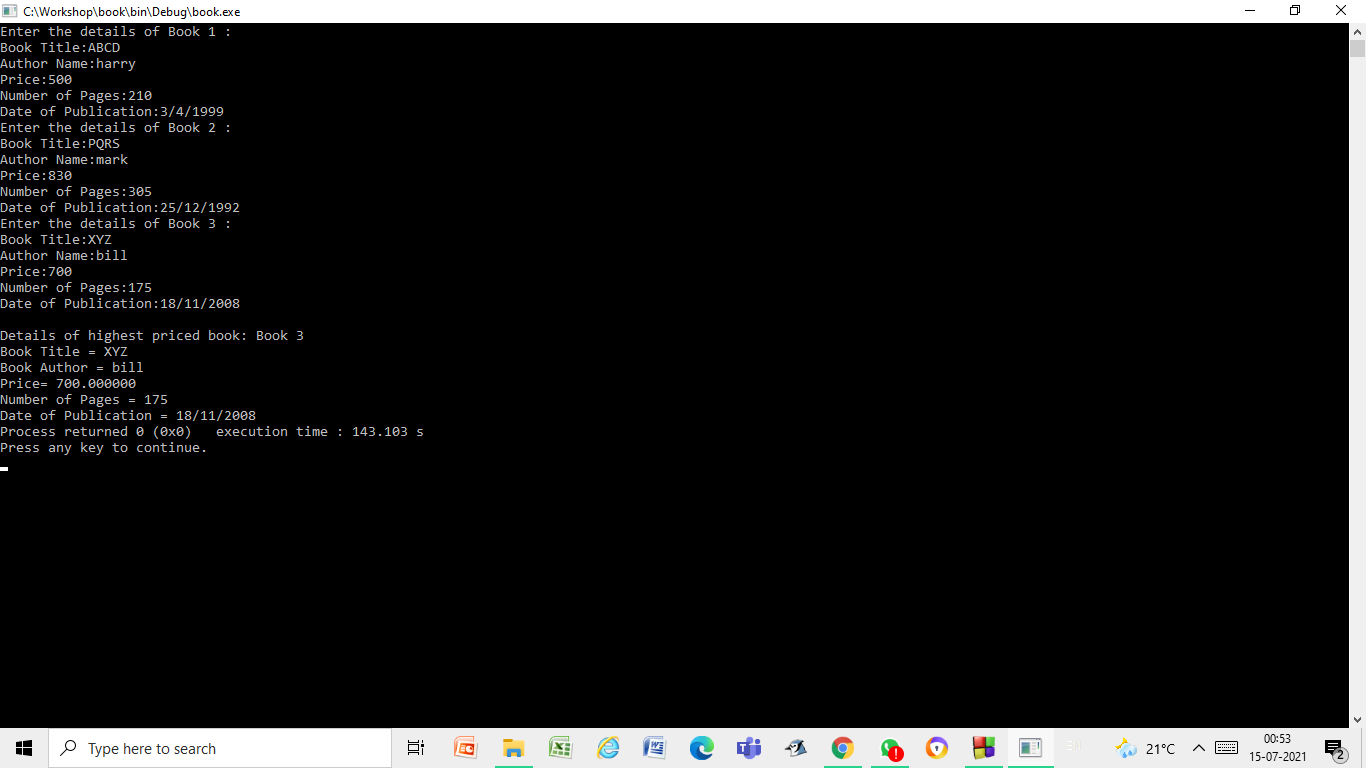 C:\Workshop\book\bin\Debug\book.exe
Enter the details of Book 1 :
Book Title:ABCD
Author Name:harry
Price:500
Number of Pages:210
Date of Publication:3/4/1999
Enter the details of Book 2 :
Book Title:PQRS
Author Name:mark
Price:830
Number of Pages:305
Date of Publication:25/12/1992
Enter the details of Book 3 :
Book Title:XYZ
Author Name:bill
Price:700
Number of Pages:175
Date of Publication:18/11/2008
Details of highest priced book: Book 3
Book Title = XYZ
Book Author = bill
Price= 700.000000
Number of Pages = 175
Date of Publication = 18/11/2008
Process returned 0 (0x0)   execution time : 143.103 s
Press any key to continue.
Type here to search
21°C
00:53
15-07-2021
2